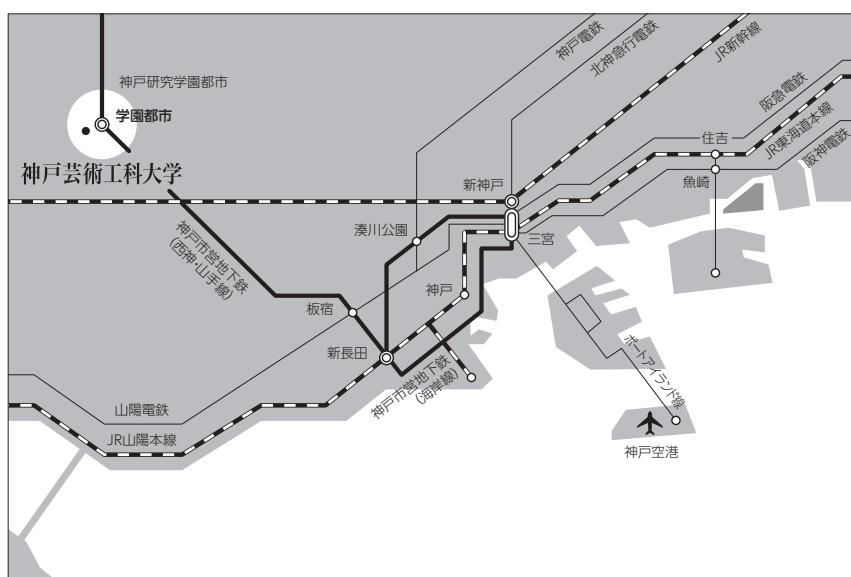 神戸電鉄
北神急行電鉄
JR新幹線
神戸研究学園都市
学園都市
阪急電鉄
住吉
JR東海道本線
阪神電鉄
神戸芸術工科大学
新神戸
魚崎
湊川公園
三宮
神戸市営地下鉄
(西神・山手線)
神戸
板宿
新長田
ポートアイランド線
神戸市営地下鉄
(海岸線)
山陽電鉄
JR山陽本線
神戸空港